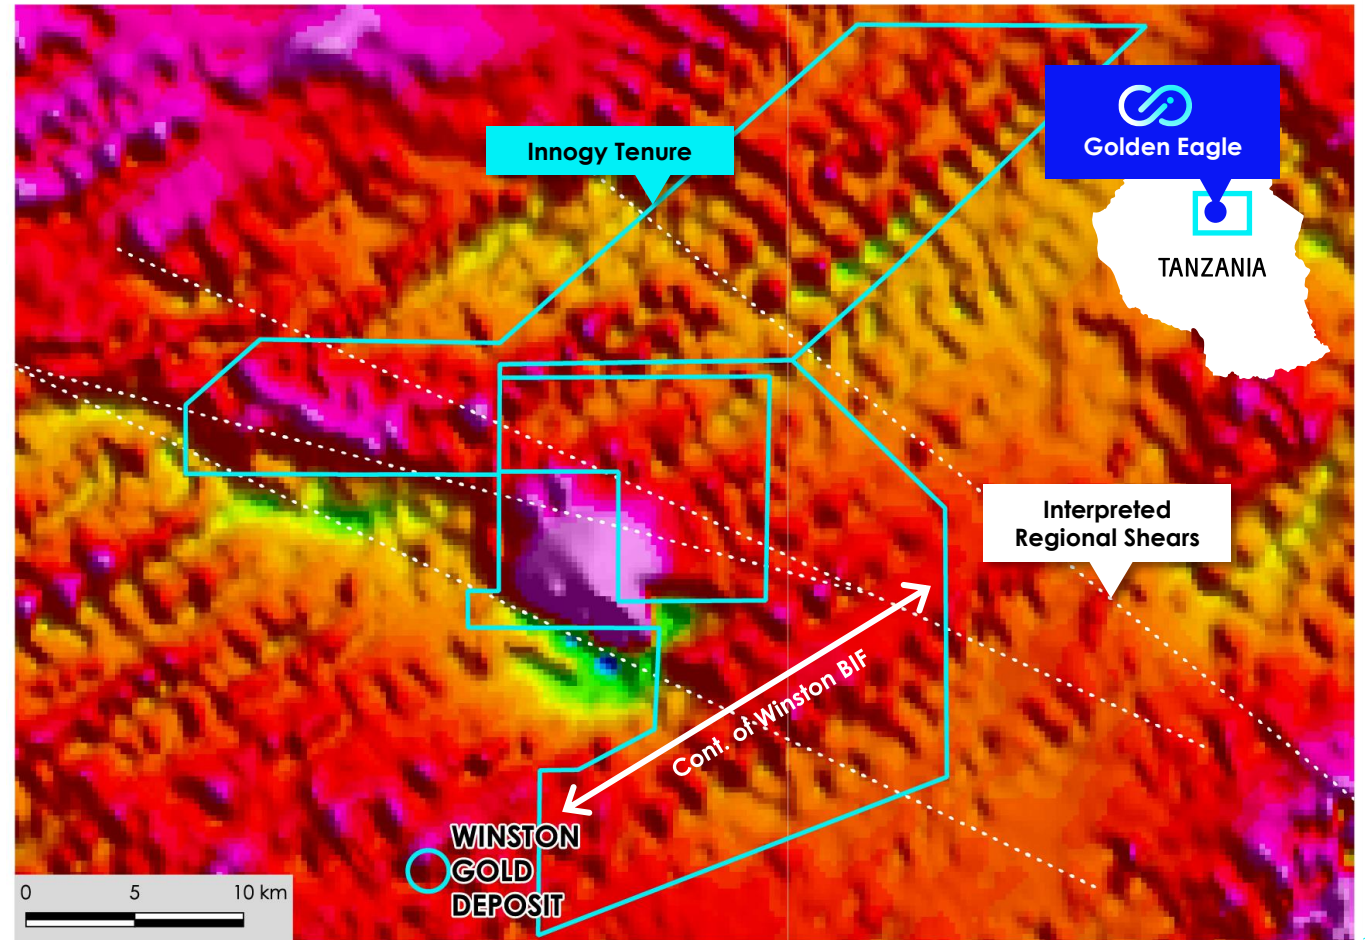 Innogy Tenure
Golden Eagle
TANZANIA
Interpreted
Regional Shears
Cont. of Winston BIF
WINSTON
GOLD
DEPOSIT
0 5 10 km